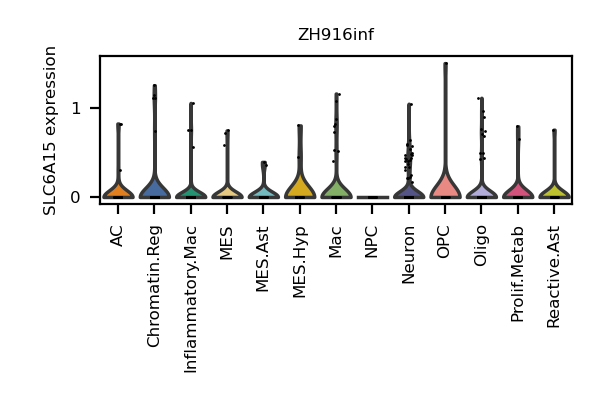 ZH916inf
SLC6A15 expression
1
0
AC
Chromatin.Reg
Inflammatory.Mac
MES
MES.Ast
MES.Hyp
Mac
NPC
Neuron
OPC
Oligo
Prolif.Metab
Reactive.Ast